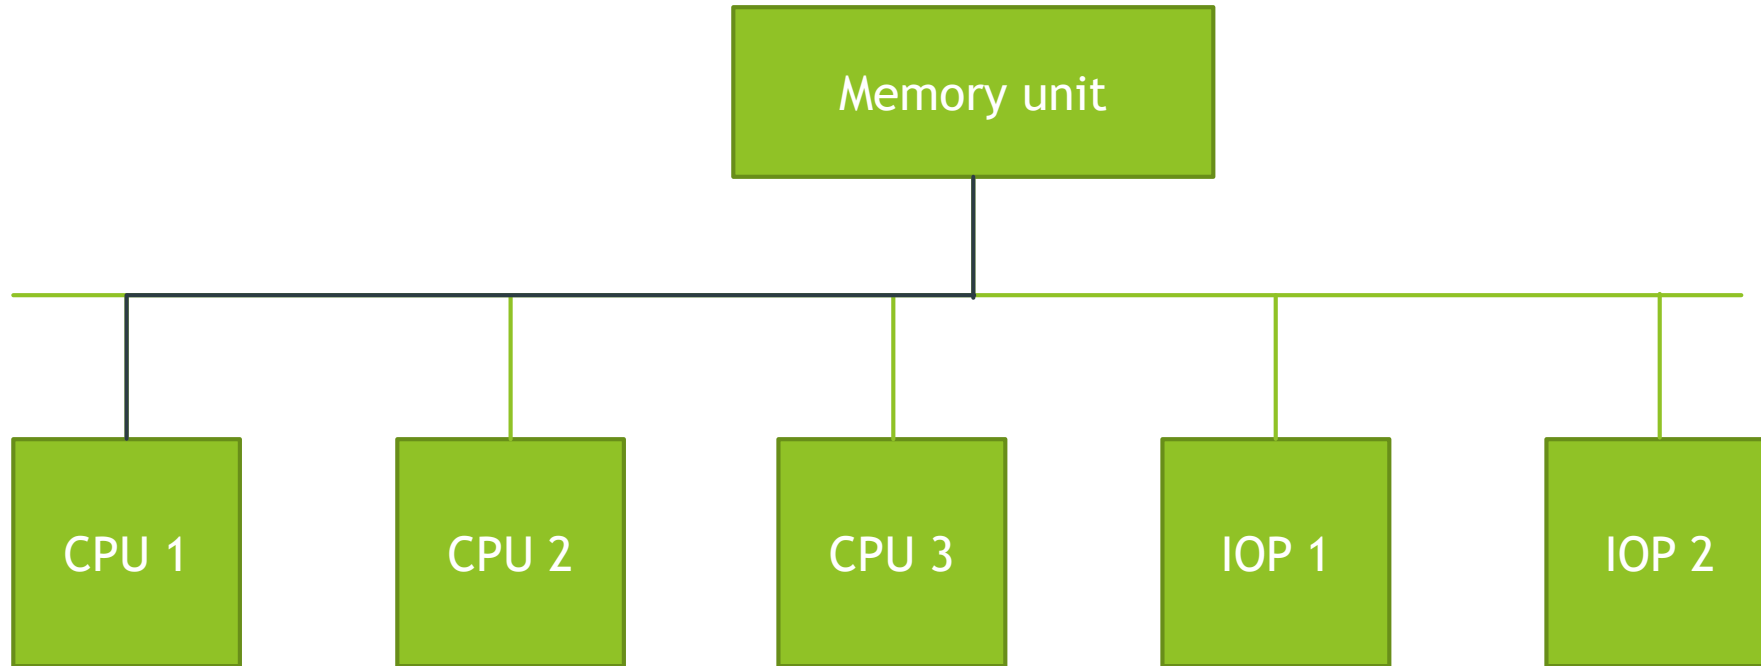 Memory unit
CPU 1
CPU 2
CPU 3
IOP 1
IOP 2